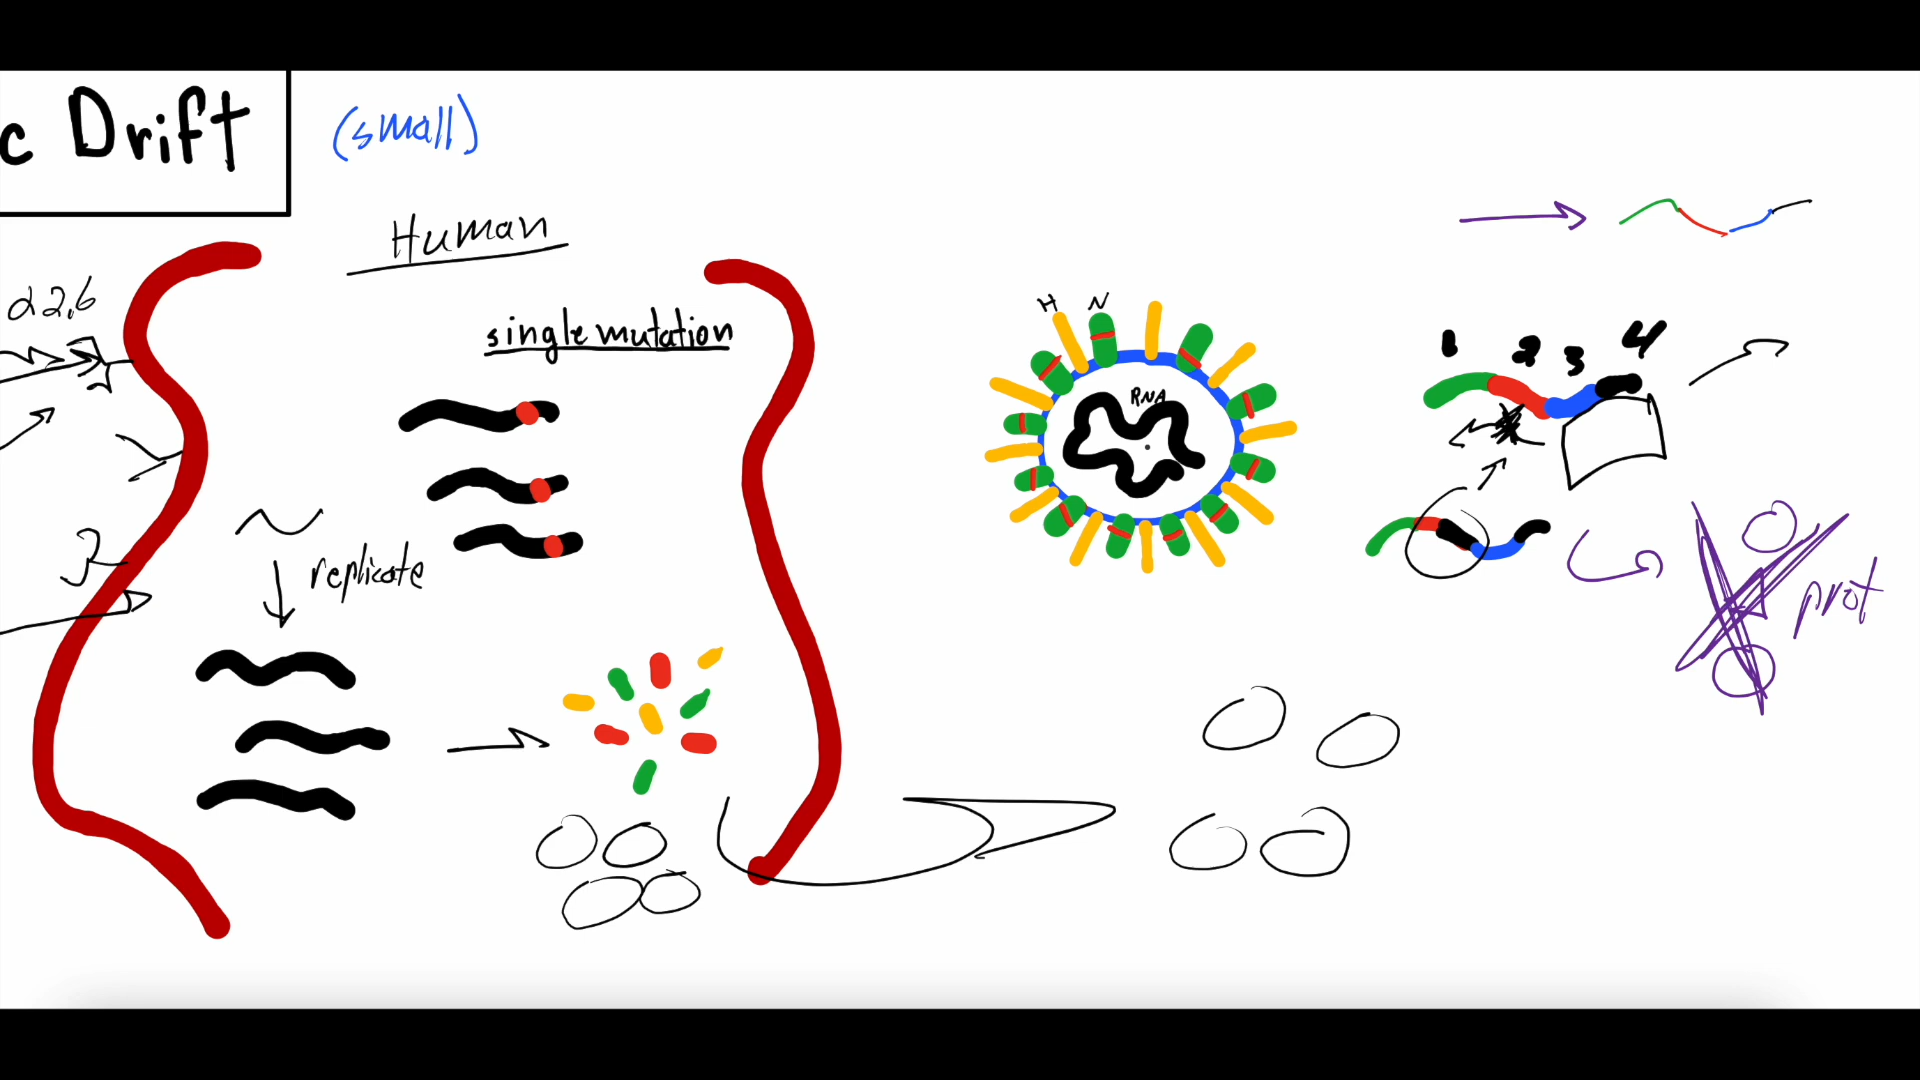 c Drift
(small)
Human
α2,6
single mutation
H N
RNA
1 2 3 4
replicate
prot